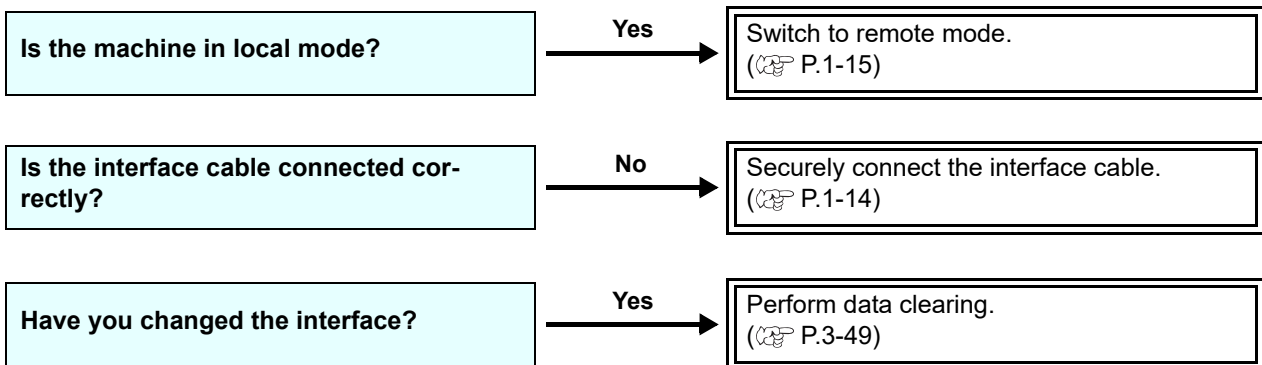 Is the machine in local mode?
Yes
Switch to remote mode.
(☞ P.1-15)
Is the interface cable connected cor-
rectly?
No
Securely connect the interface cable.
(☞ P.1-14)
Have you changed the interface?
Yes
Perform data clearing.
(☞ P.3-49)